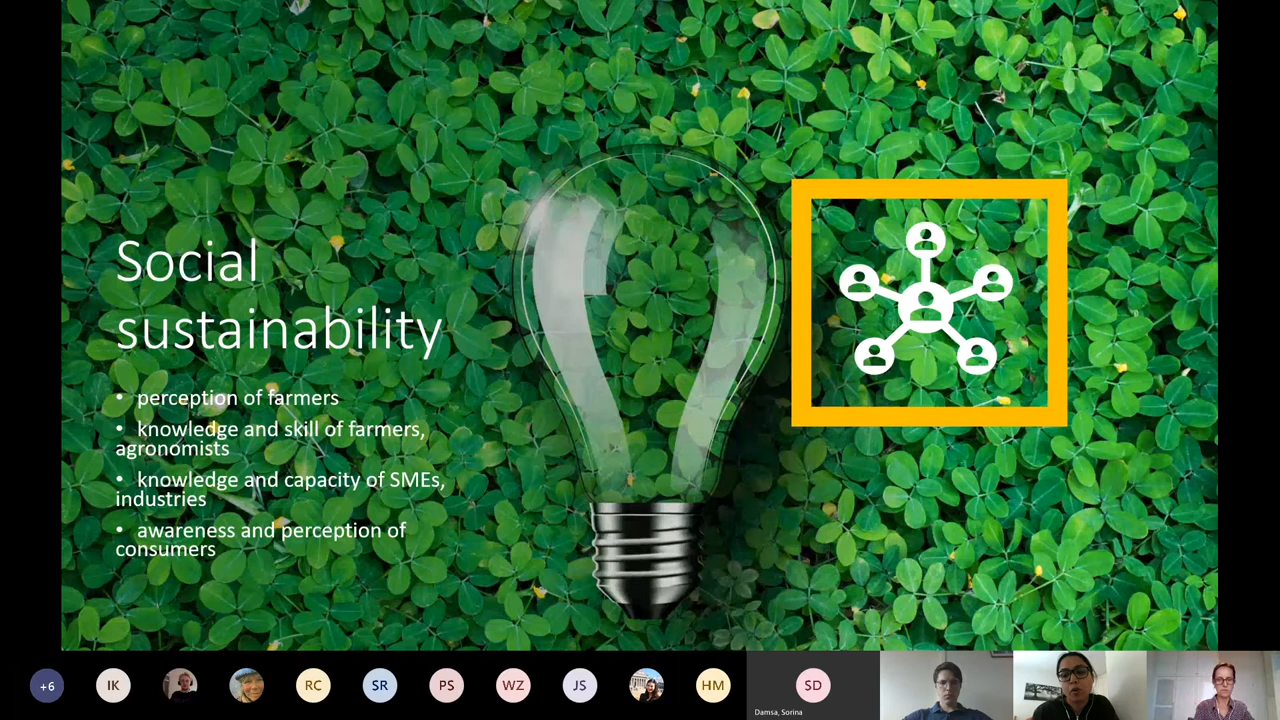 Social
sustainability
• perception of farmers
• knowledge and skill of farmers,
agronomists
• knowledge and capacity of SMEs,
industries
• awareness and perception of
consumers
+6
IK
RC
SR
PS
WZ
JS
HM
SD
Damsa, Sorina